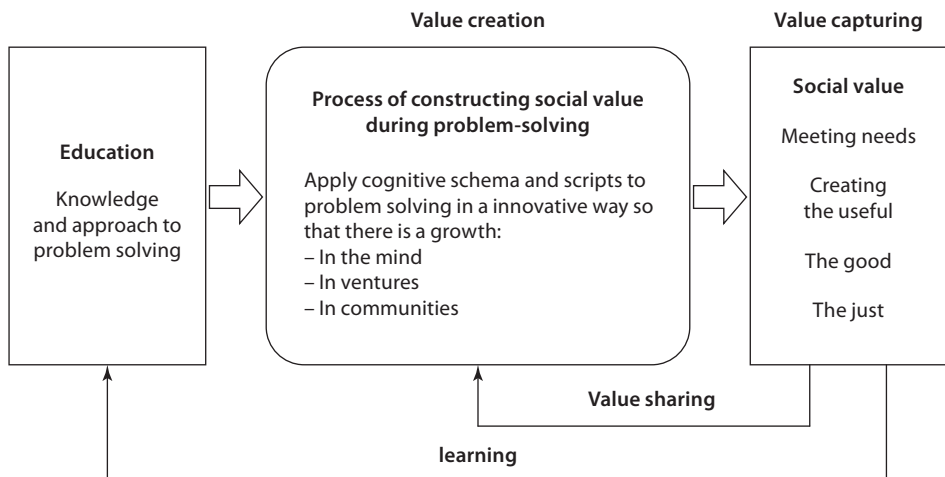 Value creation
Value capturing
Education
Knowledge
and approach to
problem solving
Process of constructing social value
during problem-solving
Apply cognitive schema and scripts to
problem solving in a innovative way so
that there is a growth:
– In the mind
– In ventures
– In communities
Social value
Meeting needs
Creating
the useful
The good
The just
Value sharing
learning